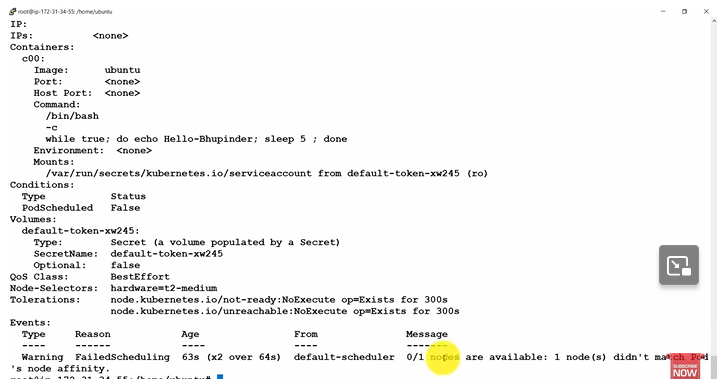 root@ip-172-31-34-55: /home/ubuntu
IP:
IPs: <none>
Containers:
c00:
Image: ubuntu
Port: <none>
Host Port: <none>
Command:
/bin/bash
-c
while true; do echo Hello-Bhupinder; sleep 5 ; done
Environment: <none>
Mounts:
/var/run/secrets/kubernetes.io/serviceaccount from default-token-xw245 (ro)
Conditions:
Type Status
PodScheduled False
Volumes:
default-token-xw245:
Type: Secret (a volume populated by a Secret)
SecretName: default-token-xw245
Optional: false
QoS Class: BestEffort
Node-Selectors: hardware=t2-medium
Tolerations: node.kubernetes.io/not-ready:NoExecute op=Exists for 300s
node.kubernetes.io/unreachable:NoExecute op=Exists for 300s
Events:
Type Reason Age From Message
---- ------ ---- ---- -------
Warning FailedScheduling 63s (x2 over 64s) default-scheduler 0/1 nodes are available: 1 node(s) didn't match Pod
's node affinity.
root@ip-172-31-34-55:/home/ubuntu#
SUBSCRIBE
NOW